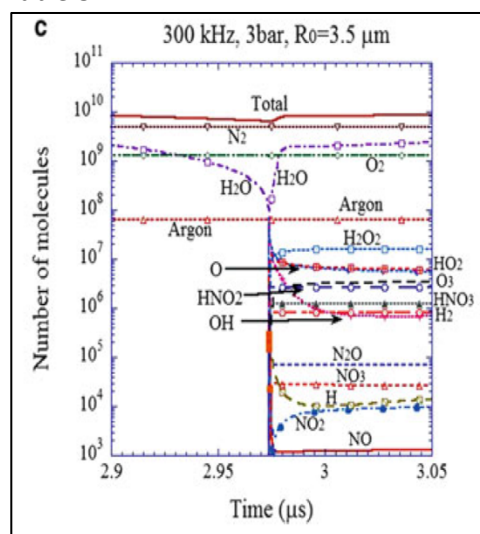 c
300 kHz, 3bar, R0=3.5 μm
10^11
10^10
10^9
10^8
10^7
10^6
10^5
10^4
10^3
Number of molecules
Total
N2
O2
H2O
H2O
Argon
Argon
H2O2
O
HO2
O3
HNO2
HNO3
OH
H2
N2O
NO3
H
NO2
NO
2.9
2.95
3
3.05
Time (μs)